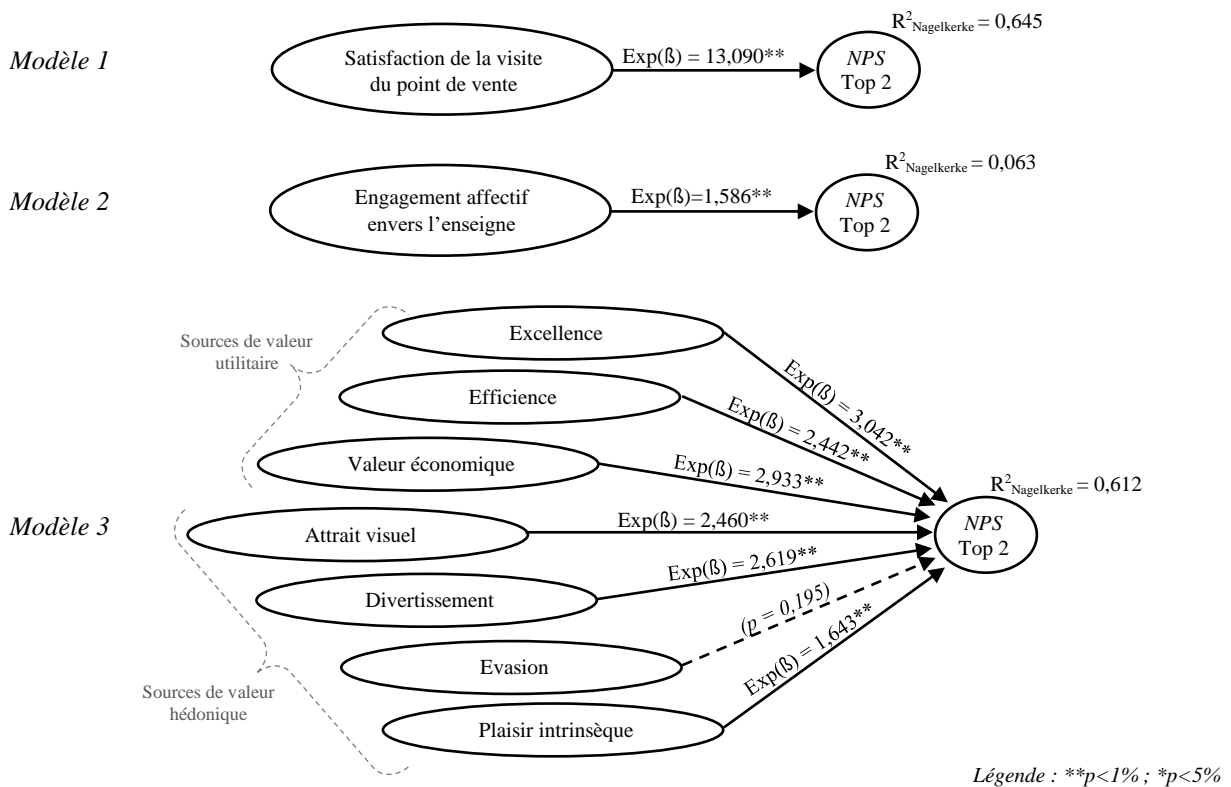 Modèle 1
Satisfaction de la visite
du point de vente
Exp(ß) = 13,090**
R²Nagelkerke = 0,645
NPS
Top 2
Modèle 2
Engagement affectif
envers l'enseigne
Exp(ß)=1,586**
R²Nagelkerke = 0,063
NPS
Top 2
Modèle 3
Sources de valeur
utilitaire
Excellence
Exp(ß) = 3,042**
Efficience
Exp(ß) = 2,442**
Valeur économique
Exp(ß) = 2,933**
Attrait visuel
Exp(ß) = 2,460**
Divertissement
Exp(ß) = 2,619**
Evasion
(p = 0,195)
Plaisir intrinsèque
Exp(ß) = 1,643**
Sources de valeur
hédonique
R²Nagelkerke = 0,612
NPS
Top 2
Légende : **p<1% ; *p<5%